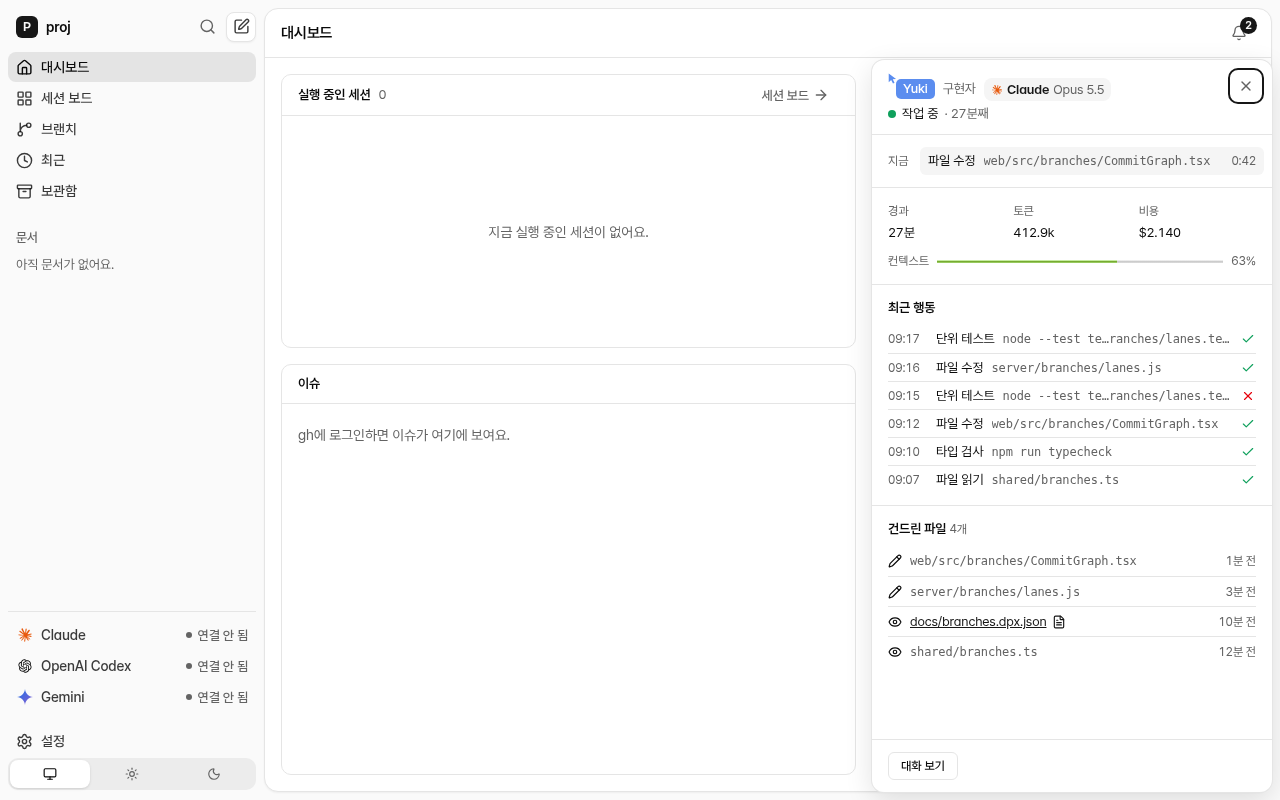 P proj
대시보드
세션 보드
브랜치
최근
보관함
문서
아직 문서가 없어요.
Claude 연결 안 됨
OpenAI Codex 연결 안 됨
Gemini 연결 안 됨
설정
대시보드
2
실행 중인 세션 0 세션 보드
지금 실행 중인 세션이 없어요.
이슈
gh에 로그인하면 이슈가 여기에 보여요.
Yuki 구현자 Claude Opus 5.5
작업 중 · 27분째
지금 파일 수정 web/src/branches/CommitGraph.tsx 0:42
경과 토큰 비용
27분 412.9k $2.140
컨텍스트 63%
최근 행동
09:17 단위 테스트 node --test te…ranches/lanes.te…
09:16 파일 수정 server/branches/lanes.js
09:15 단위 테스트 node --test te…ranches/lanes.te…
09:12 파일 수정 web/src/branches/CommitGraph.tsx
09:10 타입 검사 npm run typecheck
09:07 파일 읽기 shared/branches.ts
건드린 파일 4개
web/src/branches/CommitGraph.tsx 1분 전
server/branches/lanes.js 3분 전
docs/branches.dpx.json 10분 전
shared/branches.ts 12분 전
대화 보기